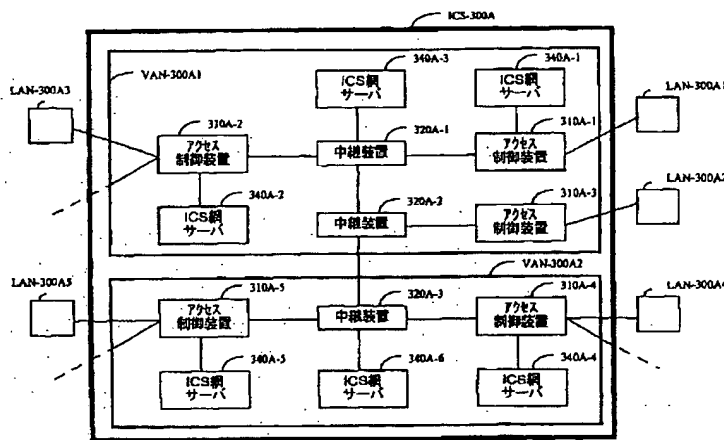 ICS-300A
VAN-300A1
LAN-300A3
340A-3
ICS網
サーバ
340A-1
ICS網
サーバ
LAN-300A1
310A-2
アクセス
制御装置
320A-1
中継装置
310A-1
アクセス
制御装置
340A-2
ICS網
サーバ
320A-2
中継装置
310A-3
アクセス
制御装置
LAN-300A2
VAN-300A2
LAN-300A5
310A-5
アクセス
制御装置
320A-3
中継装置
310A-4
アクセス
制御装置
LAN-300A4
340A-5
ICS網
サーバ
340A-6
ICS網
サーバ
340A-4
ICS網
サーバ